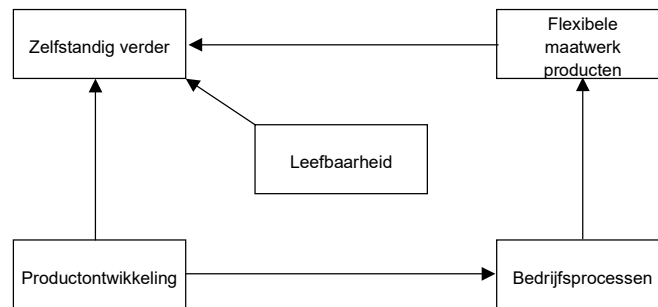 Zelfstandig verder
Flexibele
maatwerk
producten
Leefbaarheid
Productontwikkeling
Bedrijfsprocessen